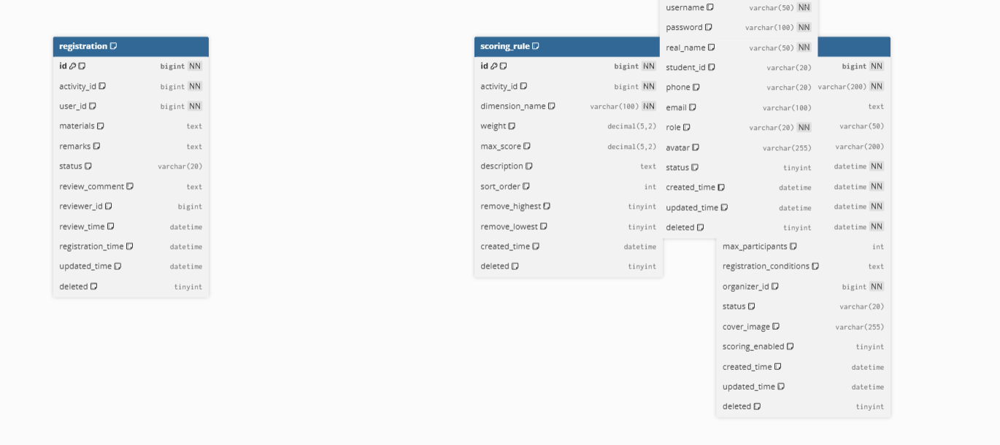 registration
id bigint NN
activity_id bigint NN
user_id bigint NN
materials text
remarks text
status varchar(20)
review_comment text
reviewer_id bigint
review_time datetime
registration_time datetime
updated_time datetime
deleted tinyint
scoring_rule
id bigint NN
activity_id bigint NN
dimension_name varchar(100) NN
weight decimal(5,2)
max_score decimal(5,2)
description text
sort_order int
remove_highest tinyint
remove_lowest tinyint
created_time datetime
deleted tinyint
username varchar(50) NN
password varchar(100) NN
real_name varchar(50) NN
student_id varchar(20)
phone varchar(20)
email varchar(100)
role varchar(20) NN
avatar varchar(255)
status tinyint
created_time datetime
updated_time datetime
deleted tinyint
bigint NN
varchar(200) NN
text
varchar(50)
varchar(200)
datetime NN
datetime NN
datetime NN
datetime NN
max_participants int
registration_conditions text
organizer_id bigint NN
status varchar(20)
cover_image varchar(255)
scoring_enabled tinyint
created_time datetime
updated_time datetime
deleted tinyint